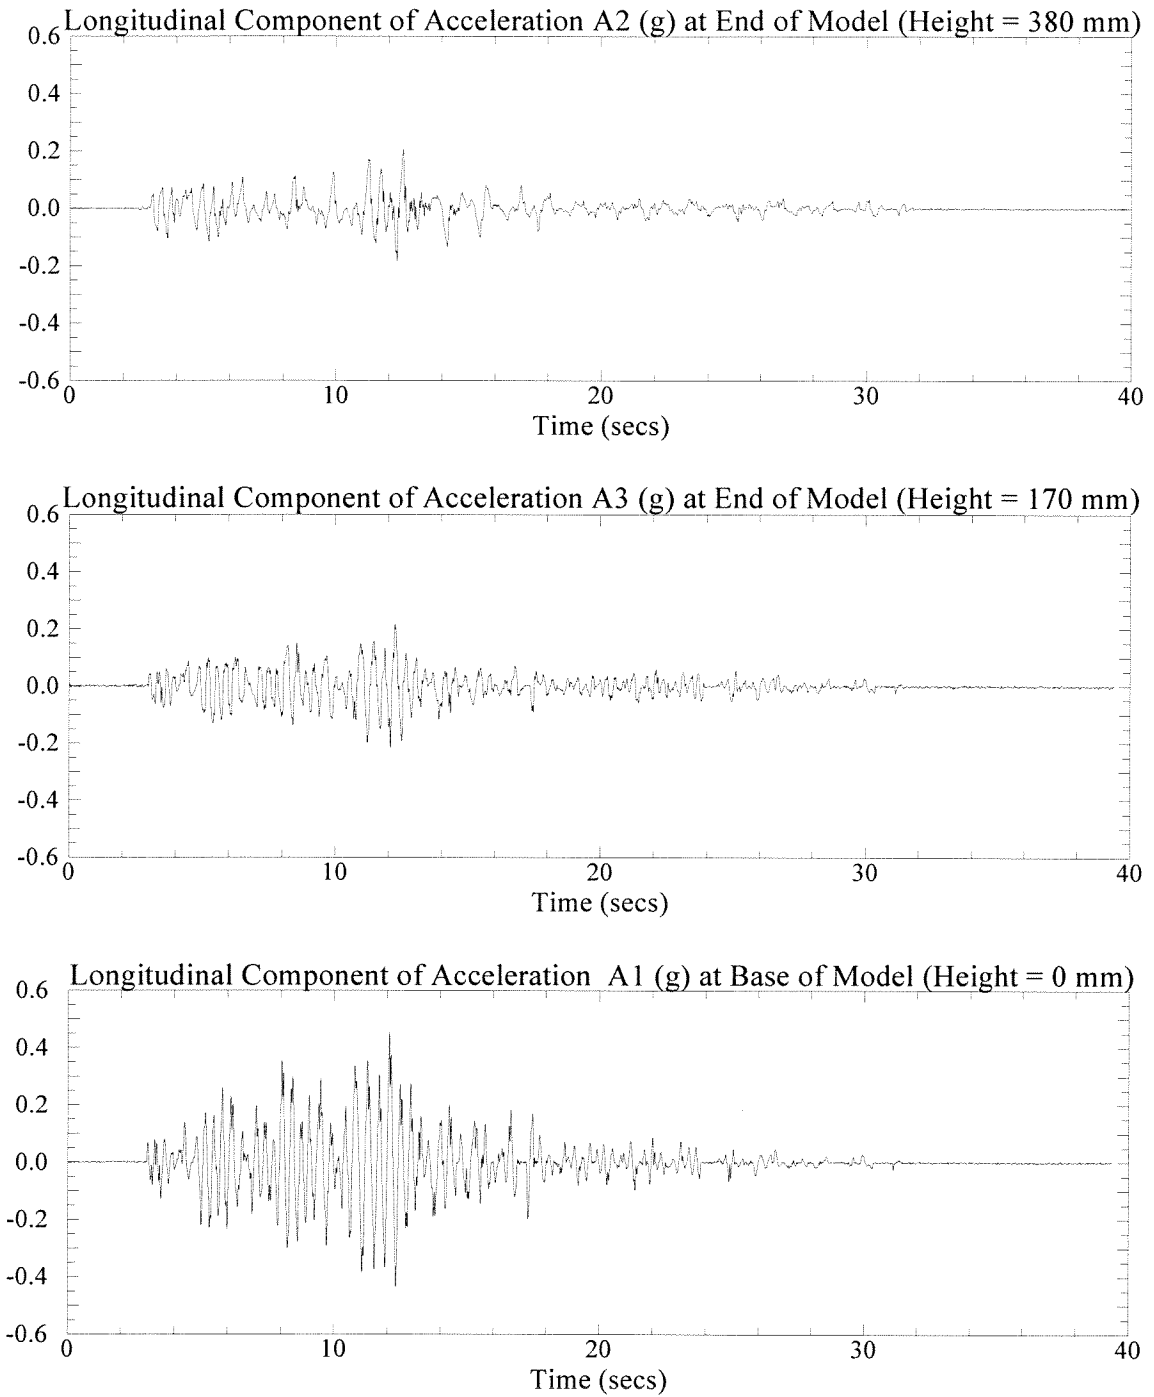 Longitudinal Component of Acceleration A2 (g) at End of Model (Height = 380 mm)
0.6
0.4
0.2
0.0
-0.2
-0.4
-0.6
0 10 20 30 40
Time (secs)
Longitudinal Component of Acceleration A3 (g) at End of Model (Height = 170 mm)
0.6
0.4
0.2
0.0
-0.2
-0.4
-0.6
0 10 20 30 40
Time (secs)
Longitudinal Component of Acceleration A1 (g) at Base of Model (Height = 0 mm)
0.6
0.4
0.2
0.0
-0.2
-0.4
-0.6
0 10 20 30 40
Time (secs)